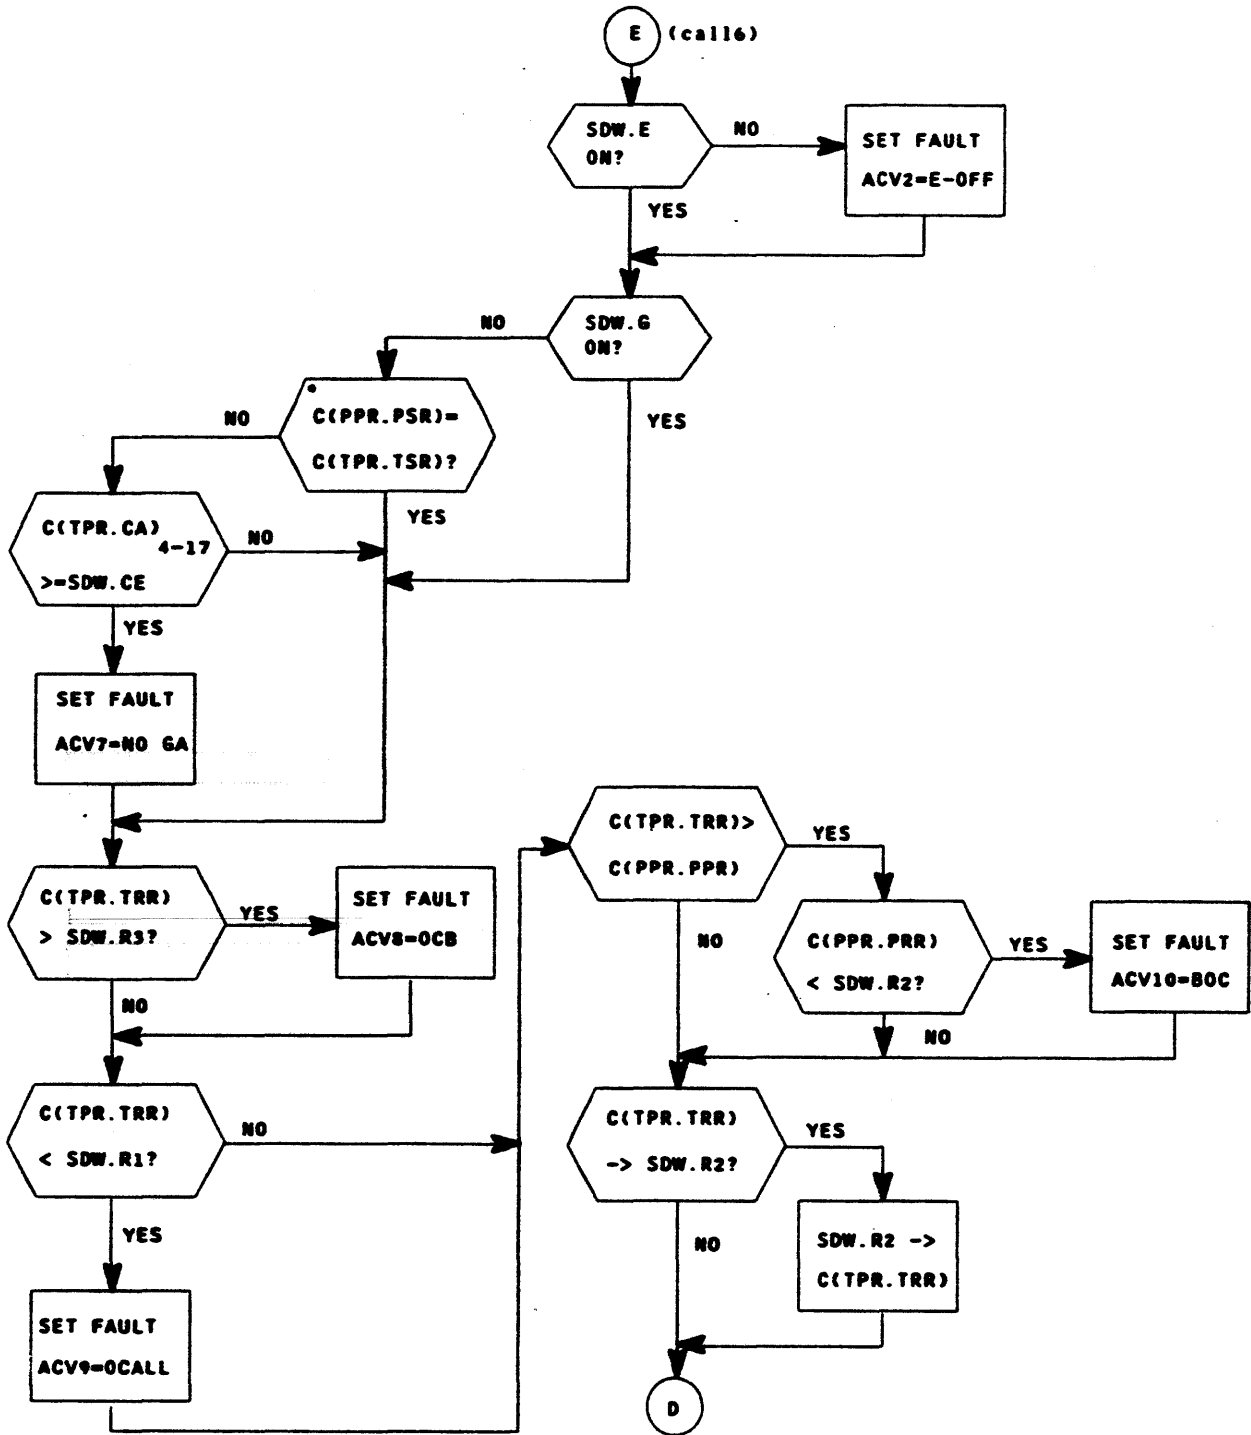 E (call6)
SDW.E
ON?
NO
SET FAULT
ACV2=E-OFF
YES
SDW.G
ON?
NO
YES
*
C(PPR.PSR)=
C(TPR.TSR)?
NO
YES
C(TPR.CA)
4-17
>=SDW.CE
NO
YES
SET FAULT
ACV7=NO GA
C(TPR.TRR)
> SDW.R3?
YES
SET FAULT
ACV8=OCB
NO
C(TPR.TRR)
< SDW.R1?
NO
YES
SET FAULT
ACV9=OCALL
C(TPR.TRR)>
C(PPR.PPR)
YES
NO
C(PPR.PRR)
< SDW.R2?
YES
SET FAULT
ACV10=BOC
NO
C(TPR.TRR)
-> SDW.R2?
YES
NO
SDW.R2 ->
C(TPR.TRR)
D